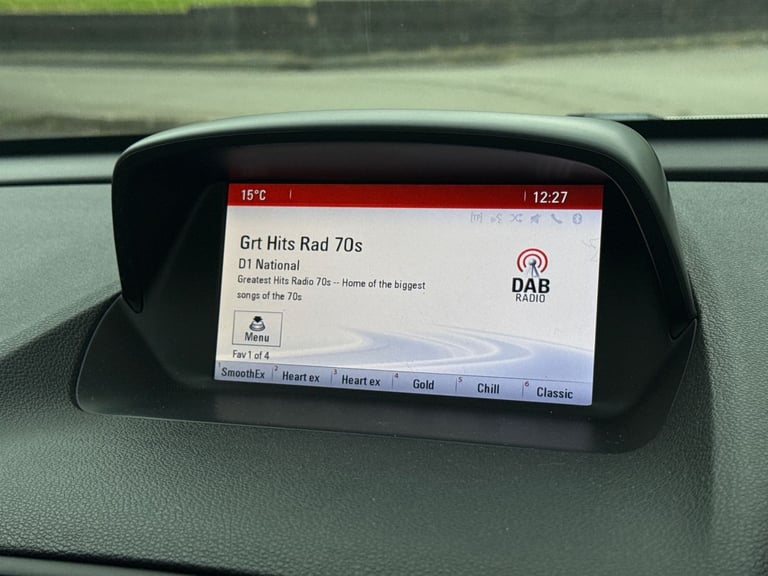 15°C 12:27
Grt Hits Rad 70s
D1 National
Greatest Hits Radio 70s -- Home of the biggest
songs of the 70s
DAB
RADIO
Menu
Fav 1 of 4
1 SmoothEx 2 Heart ex 3 Heart ex 4 Gold 5 Chill 6 Classic